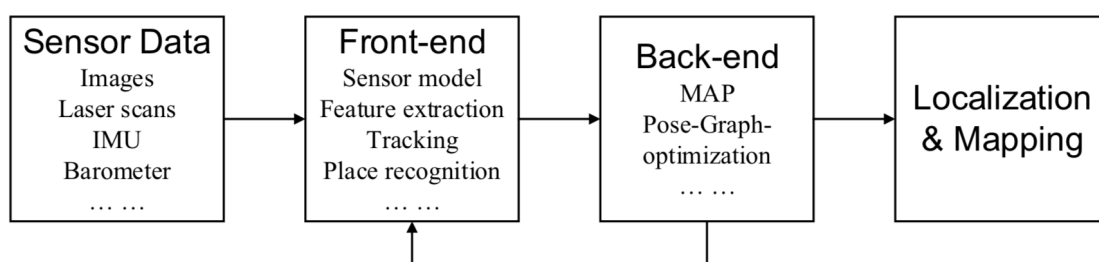 Sensor Data
Images
Laser scans
IMU
Barometer
… …
Front-end
Sensor model
Feature extraction
Tracking
Place recognition
… …
Back-end
MAP
Pose-Graph-
optimization
… …
Localization
& Mapping